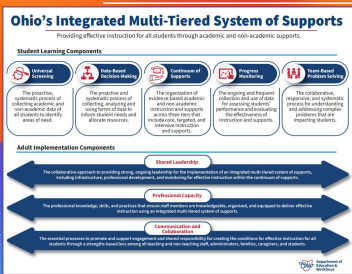 Ohio's Integrated Multi-Tiered System of Supports
Providing effective instruction for all students through academic and non-academic supports.
Student Learning Components
Universal
Screening
The proactive,
systematic process of
collecting academic and
non-academic data of
all students to identify
areas of need.
Data-Based
Decision-Making
The proactive and
systematic process of
collecting, analyzing and
using forms of data to
inform student needs and
allocate resources.
Continuum of
Supports
The organization of
evidence-based academic
and non-academic
instruction and supports
across three tiers that
include core, targeted, and
intensive instruction
and supports.
Progress
Monitoring
The ongoing and frequent
collection and use of data
for assessing students'
performance and evaluating
the effectiveness of
instruction and supports.
Team-Based
Problem Solving
The collaborative,
responsive, and systematic
process for understanding
and addressing complex
problems that are
impacting students.
Adult Implementation Components
Shared Leadership
The collaborative approach to providing strong, ongoing leadership for the implementation of an integrated multi-tiered system of supports,
including infrastructure, professional development, and monitoring for effective instruction within the continuum of supports.
Professional Capacity
The professional knowledge, skills, and practices that ensure staff members are knowledgeable, organized, and equipped to deliver effective
instruction using an integrated multi-tiered system of supports.
Communication and
Collaboration
The essential processes to promote and support engagement and shared responsibility for creating the conditions for effective instruction for all
students through a strengths-based lens among all teaching and non-teaching staff, administrators, families, caregivers, and students.
Ohio
Department of
Education &
Workforce